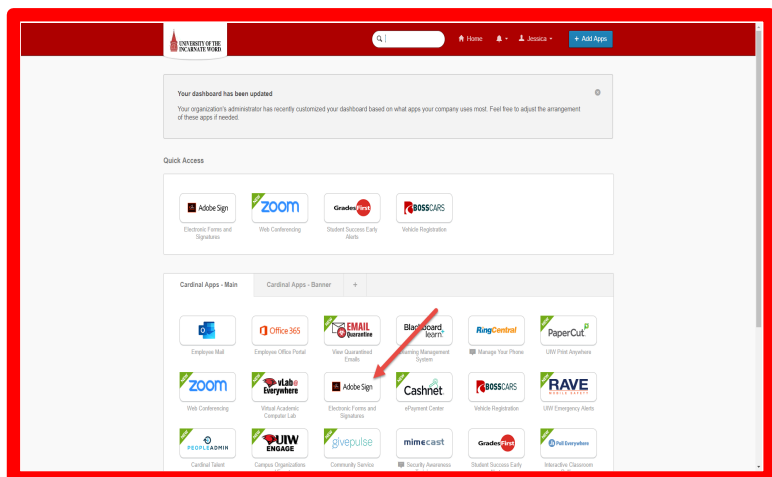 UNIVERSITY OF THE
INCARNATE WORD
Home
Jessica
+ Add Apps
Your dashboard has been updated
Your organization's administrator has recently customized your dashboard based on what apps your company uses most. Feel free to adjust the arrangement
of these apps if needed.
Quick Access
Adobe Sign
ZOOM
GradesFirst
BOSSCARS
Electronic Forms and
Signatures
Web Conferencing
Student Success Early
Alerts
Vehicle Registration
Cardinal Apps - Main
Cardinal Apps - Banner
+
Office 365
EMAIL
Quarantine
Blackboard
learn
RingCentral
PaperCut
Employee Mail
Employee Office Portal
View Quarantined
Emails
Learning Management
System
Manage Your Phone
UIW Print Anywhere
ZOOM
vLab
Everywhere
Adobe Sign
Cashnet
BOSSCARS
RAVE
MOBILE SAFETY
Web Conferencing
Virtual Academic
Computer Lab
Electronic Forms and
Signatures
ePayment Center
Vehicle Registration
UIW Emergency Alerts
PEOPLEADMIN
UIW
ENGAGE
givepulse
mimecast
GradesFirst
Poll Everywhere
Cardinal Talent
Campus Organizations
Community Service
Security Awareness
Student Success Early
Interactive Classroom